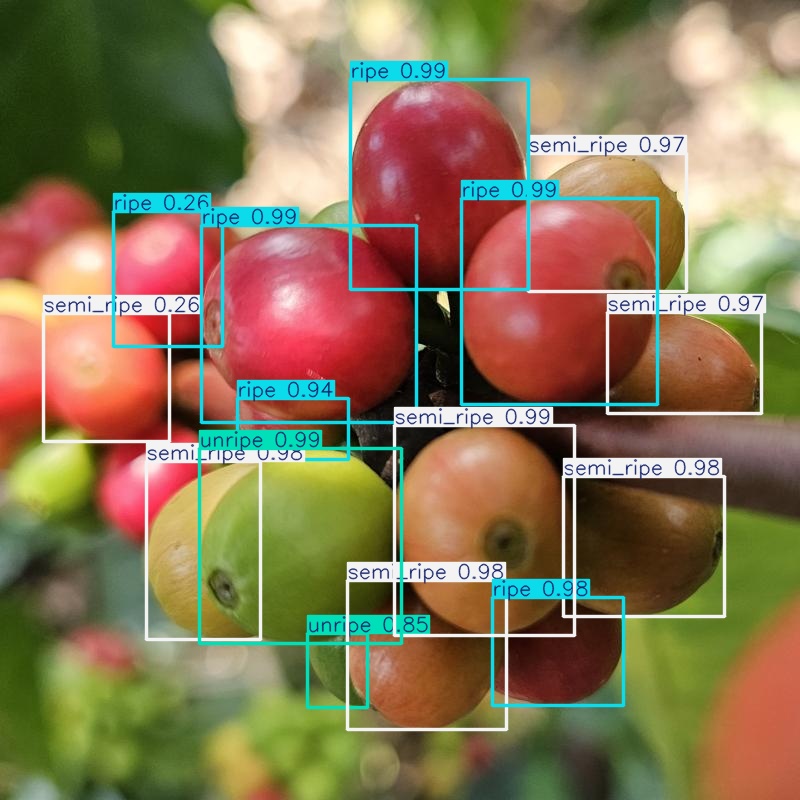 ripe 0.99
semi_ripe 0.97
ripe 0.99
ripe 0.26
ripe 0.99
semi_ripe 0.26
semi_ripe 0.97
ripe 0.94
semi_ripe 0.99
unripe 0.99
semi_ripe 0.98
semi_ripe 0.98
semi_ripe 0.98
ripe 0.98
unripe 0.85